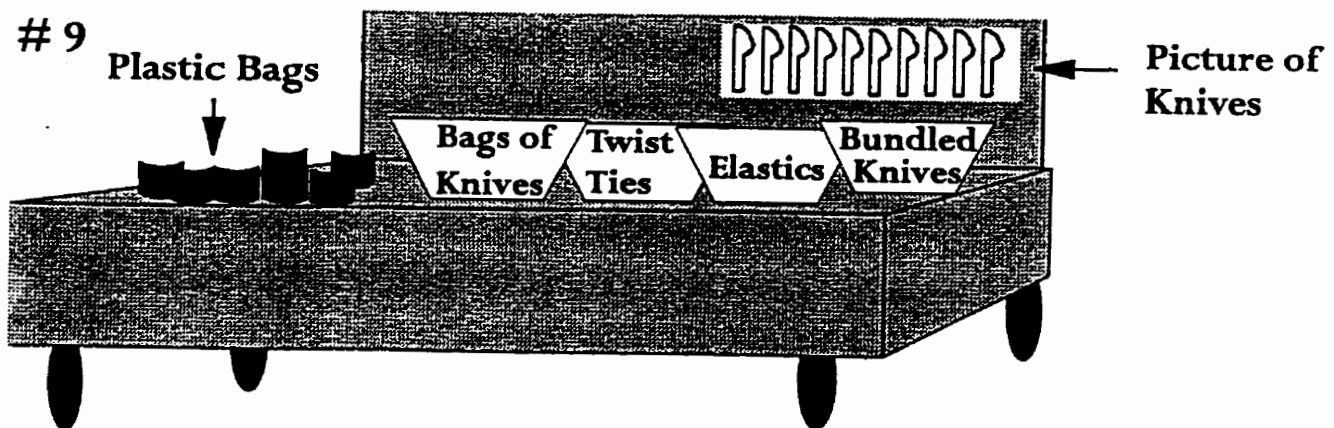 # 9
Plastic Bags
Picture of
Knives
Bags of
Knives
Twist
Ties
Elastics
Bundled
Knives